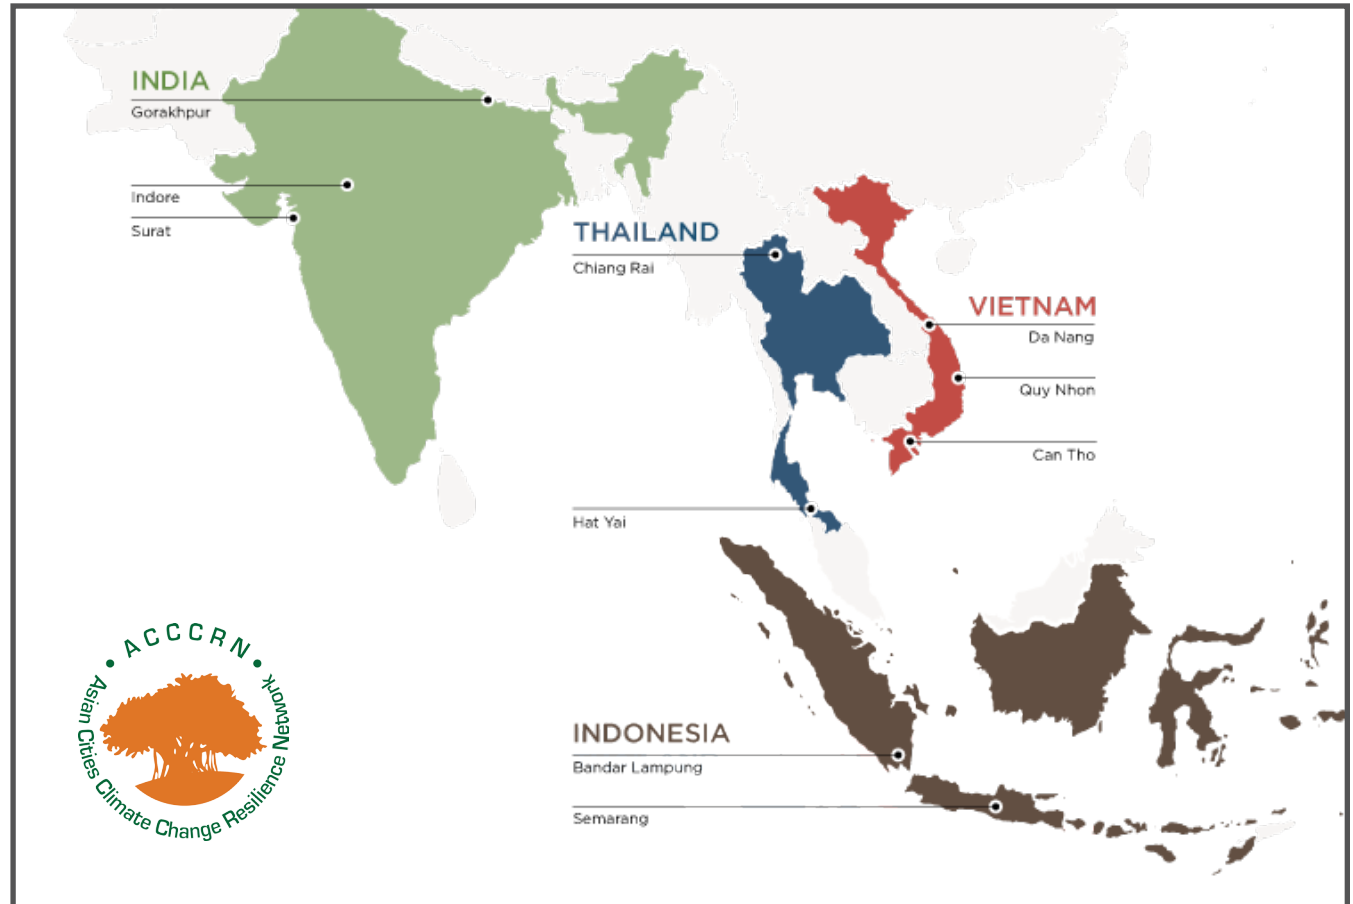 INDIA
Gorakhpur
Indore
Surat
THAILAND
Chiang Rai
VIETNAM
Da Nang
Quy Nhon
Can Tho
Hat Yai
INDONESIA
Bandar Lampung
Semarang
• ACCCRN •
Asian Cities Climate Change Resilience Network